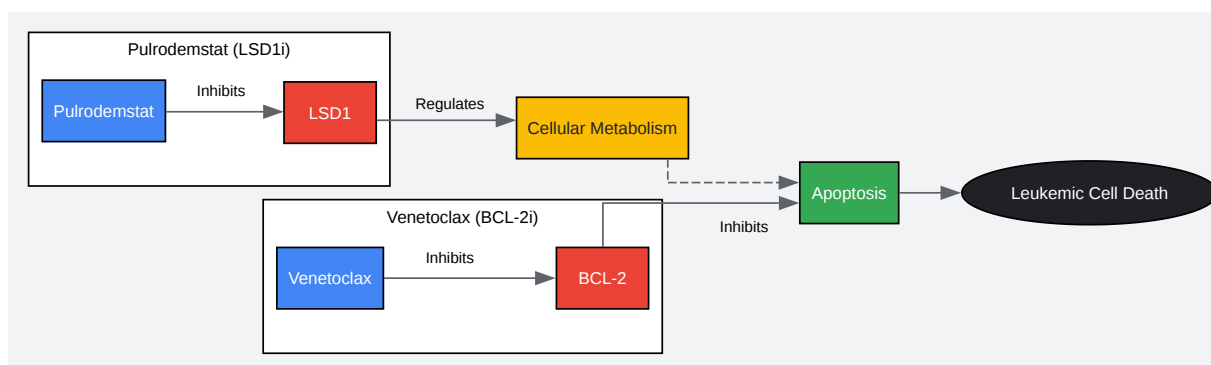 Pulrodemstat (LSD1i)
Pulrodemstat
Inhibits
LSD1
Regulates
Cellular Metabolism
Apoptosis
Leukemic Cell Death
Venetoclax (BCL-2i)
Venetoclax
Inhibits
BCL-2
Inhibits